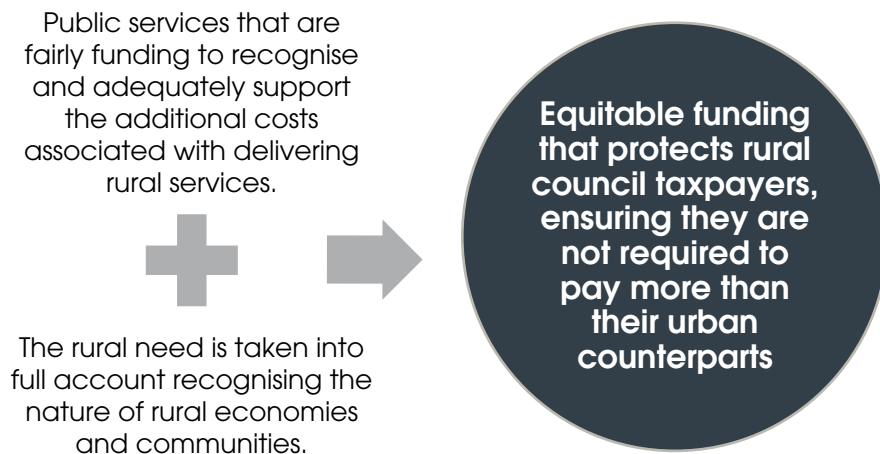 Public services that are
fairly funding to recognise
and adequately support
the additional costs
associated with delivering
rural services.
The rural need is taken into
full account recognising the
nature of rural economies
and communities.
Equitable funding
that protects rural
council taxpayers,
ensuring they are
not required to
pay more than
their urban
counterparts